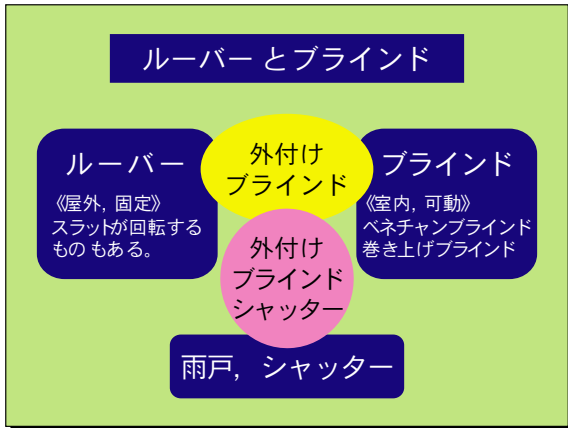 ルーバーとブラインド
ルーバー
《屋外, 固定》
スラットが回転する
ものもある。
外付け
ブラインド
ブラインド
《室内, 可動》
ベネチャンブラインド
巻き上げブラインド
外付け
ブラインド
シャッター
雨戸, シャッター